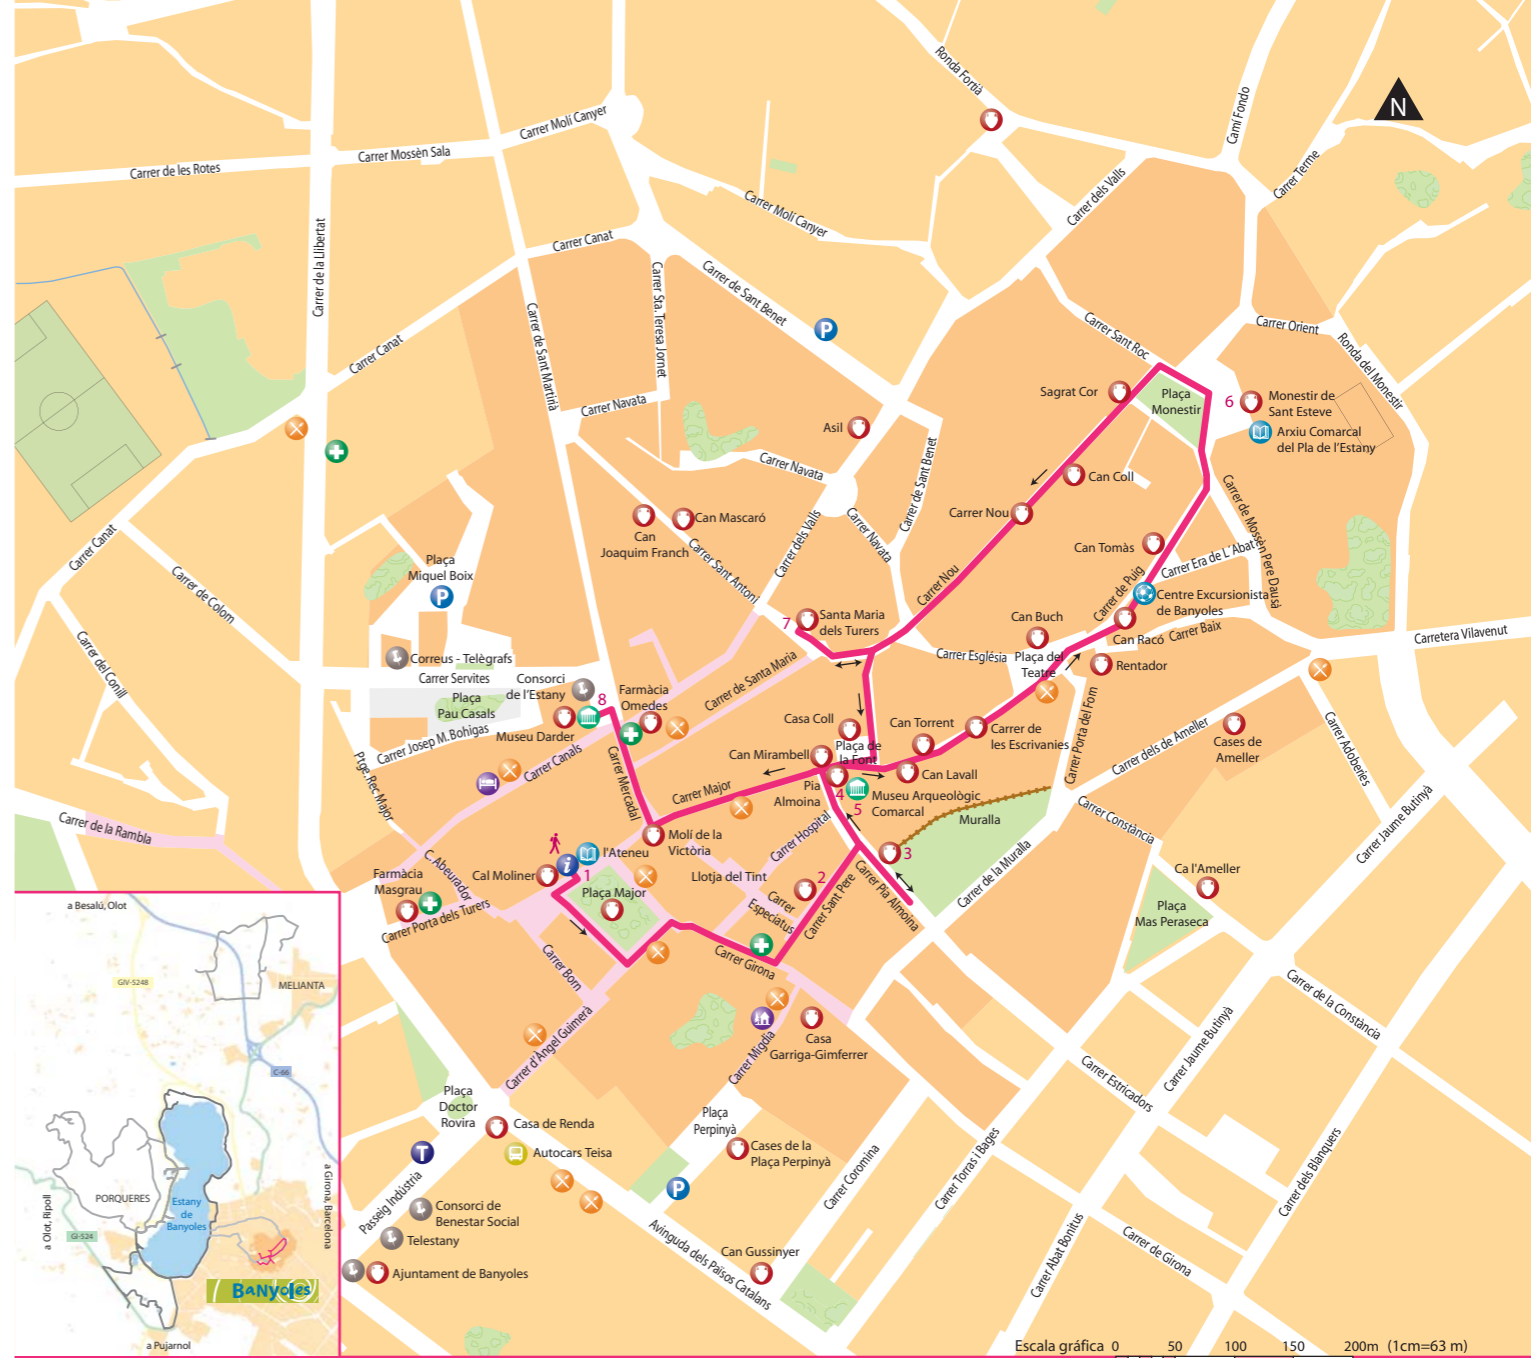 Ronda Fortià
N
Camí Fondo
Carrer Molí Canyer
Carrer Mossèn Sala
Carrer de les Rotes
Carrer Terme
Carrer dels Valls
Carrer Molí Canyer
Carrer de la Llibertat
Carrer Canat
Carrer Sta. Teresa Jornet
Carrer de Sant Benet
P
Carrer de Sant Martirià
Carrer Canat
Carrer Sant Roc
Carrer Orient
Ronda del Monestir
Sagrat Cor
Plaça
Monestir
6
Monestir de
Sant Esteve
Arxiu Comarcal
del Pla de l'Estany
Carrer Navata
Asil
Carrer Navata
Carrer de Sant Benet
Can Coll
Carrer Nou
Can Mascaró
Can
Joaquim Franch
Carrer dels Valls
Carrer Navata
Carrer de Mossèn Pere Dausà
Can Tomàs
Carrer Era de L'Abat
Carrer Canat
Carrer de Colom
Plaça
Miquel Boix
P
Carrer Sant Antoni
Carrer Nou
Carrer de Puig
Centre Excursionista
de Banyoles
Santa Maria
dels Turers
7
Can Buch
Can Racó
Carrer Baix
Carretera Vilavenut
Carrer del Conill
Correus - Telègrafs
Carrer Servites
Consorci
de l'Estany
Plaça
Pau Casals
8
Farmàcia
Omedes
Carrer de Santa Maria
Carrer Església
Plaça del
Teatre
Rentador
Museu Darder
Carrer Josep M. Bohigas
Carrer Canals
Carrer Mercadal
Casa Coll
Can Torrent
Carrer de
les Escrivanies
Carrer Porta del Forn
Carrer dels de Ameller
Cases de
Ameller
Carrer Adoberies
Can Mirambell
Plaça de
la Font
Can Lavall
Ptge. Rec Major
Carrer Major
Pia
Almoina
4
5
Museu Arqueològic
Comarcal
Muralla
Carrer Constància
Carrer Jaume Butinyà
Carrer de la Rambla
Molí de la
Victòria
Carrer Hospital
3
Carrer de la Muralla
C. Abeurador
i
l'Ateneu
1
Cal Moliner
Plaça Major
Llotja del Tint
Carrer
Especiatus
2
Carrer Sant Pere
Carrer Pia Almoina
Ca l'Ameller
Plaça
Mas Peraseca
Farmàcia
Masgrau
Carrer Porta dels Turers
Carrer Born
Carrer Girona
Carrer de la Constància
Carrer d'Àngel Guimerà
Carrer Migdia
Casa
Garriga-Gimferrer
Carrer Jaume Butinyà
Carrer Estricadors
Plaça
Doctor
Rovira
Casa de Renda
Plaça
Perpinyà
Cases de la
Plaça Perpinyà
T
Autocars Teisa
P
Carrer Coromina
Carrer Torras i Bages
Carrer dels Blanquers
Passeig Indústria
Consorci de
Benestar Social
Telestany
Ajuntament de Banyoles
Avinguda dels Països Catalans
Can Gussinyer
Carrer Abat Bonitus
Carrer de Girona
a Besalú, Olot
GIV-5248
MELIANTA
C-66
PORQUERES
Estany
de
Banyoles
a Olot, Ripoll
GI-524
a Girona, Barcelona
BaNyoles
a Pujarnol
Escala gráfica 0 50 100 150 200m (1cm=63 m)